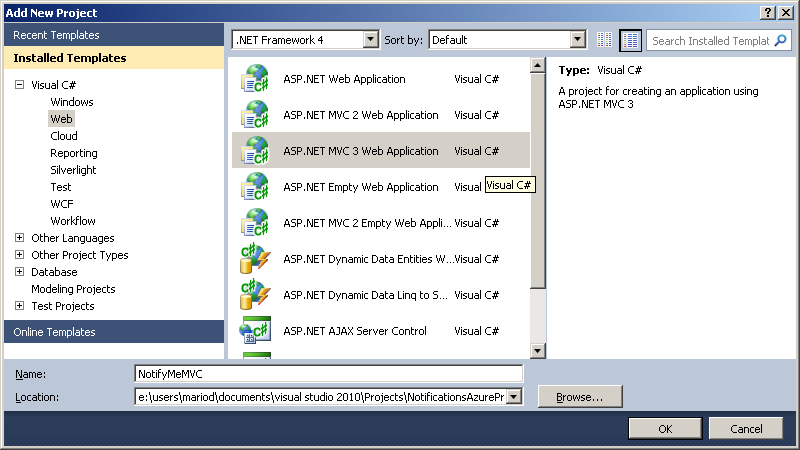 Add New Project
Recent Templates
Installed Templates
Visual C#
Windows
Web
Cloud
Reporting
Silverlight
Test
WCF
Workflow
Other Languages
Other Project Types
Database
Modeling Projects
Test Projects
Online Templates
.NET Framework 4
Sort by:
Default
Search Installed Templat
ASP.NET Web Application Visual C#
ASP.NET MVC 2 Web Application Visual C#
ASP.NET MVC 3 Web Application Visual C#
ASP.NET Empty Web Application Visual
Visual C#
ASP.NET MVC 2 Empty Web Appli... Visual C#
ASP.NET Dynamic Data Entities W... Visual C#
ASP.NET Dynamic Data Linq to S... Visual C#
ASP.NET AJAX Server Control Visual C#
Type: Visual C#
A project for creating an application using
ASP.NET MVC 3
Name: NotifyMeMVC
Location: e:\users\mariod\documents\visual studio 2010\Projects\NotificationsAzurePr
Browse...
OK
Cancel